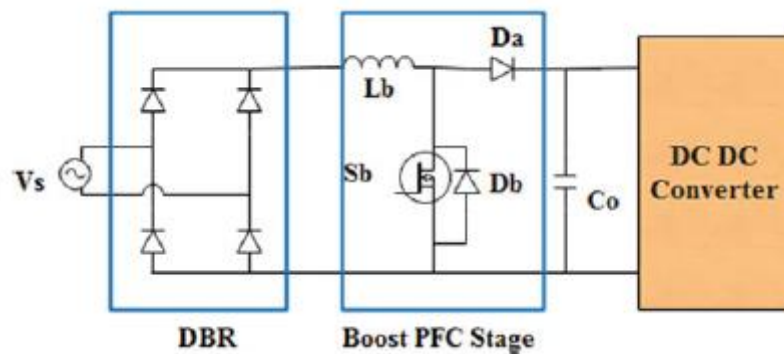 Da
Lb
Vs
Sb
Db
Co
DC DC
Converter
DBR
Boost PFC Stage